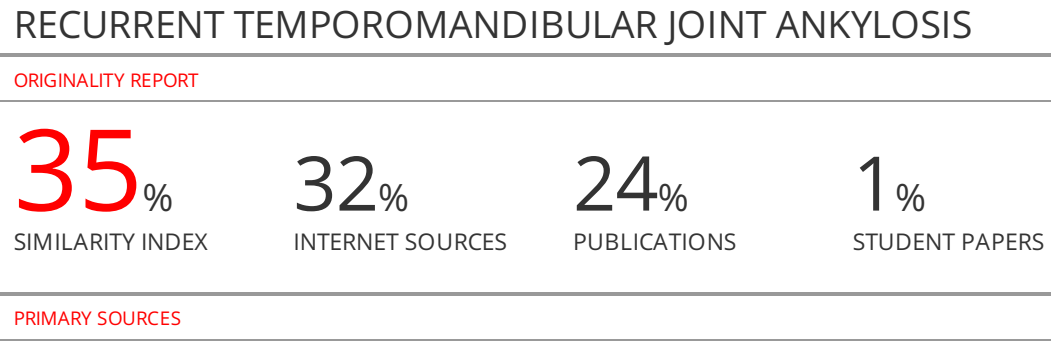 RECURRENT TEMPOROMANDIBULAR JOINT ANKYLOSIS
ORIGINALITY REPORT
35% 32% 24% 1%
SIMILARITY INDEX INTERNET SOURCES PUBLICATIONS STUDENT PAPERS
PRIMARY SOURCES